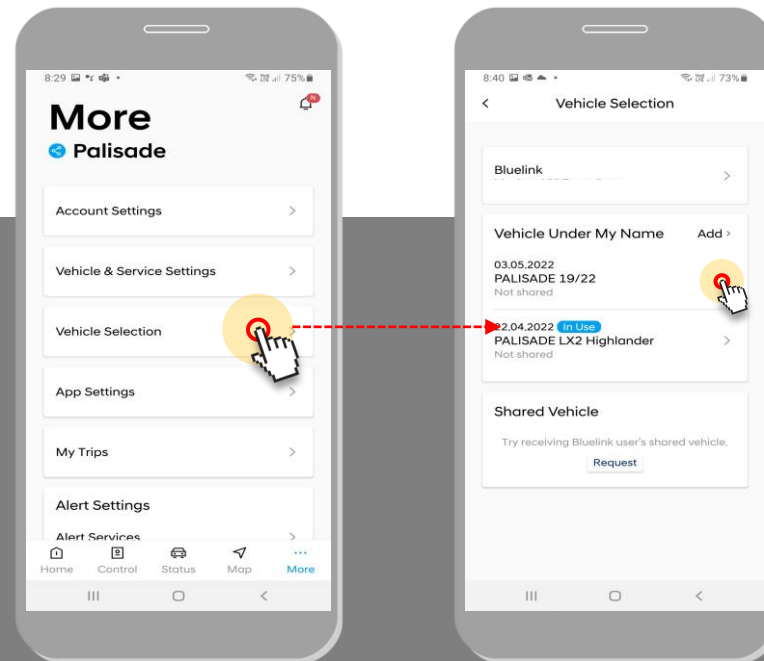 8:29
75%
N
More
Palisade
Account Settings
Vehicle & Service Settings
Vehicle Selection
App Settings
My Trips
Alert Settings
Alert Services
Home Control Status Map More
8:40
73%
Vehicle Selection
Bluelink
Vehicle Under My Name Add
03.05.2022
PALISADE 19/22
Not shared
22.04.2022 In Use
PALISADE LX2 Highlander
Not shared
Shared Vehicle
Try receiving Bluelink user's shared vehicle.
Request